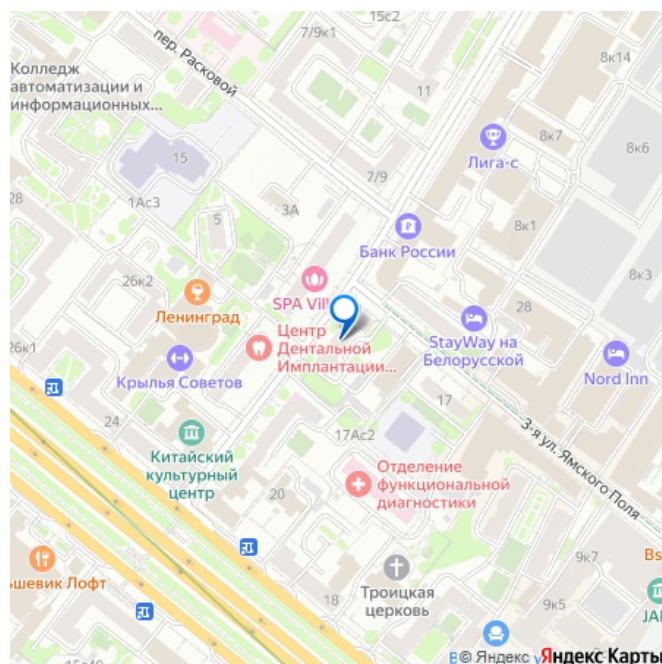 15с2
7/9к1
пер. Расковой
8к14
Колледж
автоматизации и
информационных...
11
8к7
Лига-с
8к6
15
7/9
28
1Ас3
3А
5
8к1
Банк России
8к3
26к2
SPA Vill
28
Ленинград
StayWay на
Белорусской
Центр
Дентальной
Имплантации...
26к1
Крылья Советов
Nord Inn
17
24
17Ас2
3-я ул. Ямского Поля
Китайский
культурный
центр
Отделение
функциональной
диагностики
20
9к7
Bs
ьшевик Лофт
Троицкая
церковь
18
9к5
JAI
© Яндекс Яндекс Карты